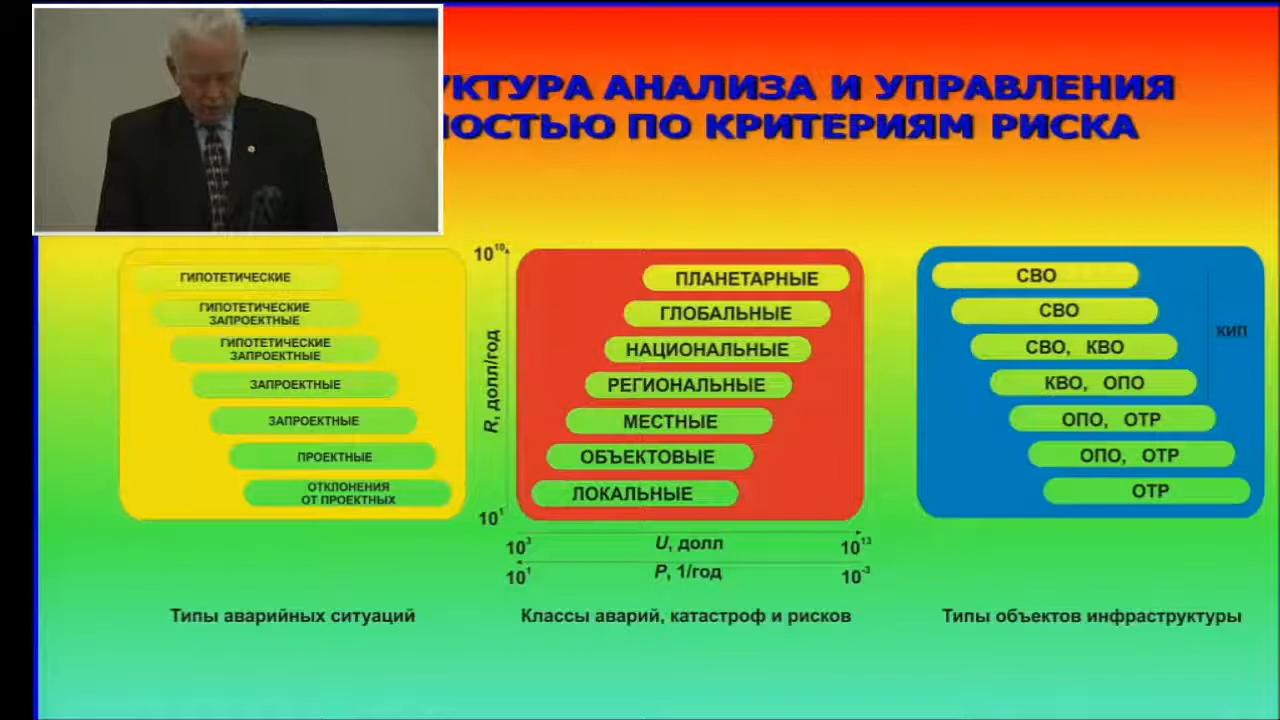 УКТУРА АНАЛИЗА И УПРАВЛЕНИЯ
НОСТЬЮ ПО КРИТЕРИЯМ РИСКА
ГИПОТЕТИЧЕСКИЕ
ГИПОТЕТИЧЕСКИЕ
ЗАПРОЕКТНЫЕ
ГИПОТЕТИЧЕСКИЕ
ЗАПРОЕКТНЫЕ
ЗАПРОЕКТНЫЕ
ЗАПРОЕКТНЫЕ
ПРОЕКТНЫЕ
ОТКЛОНЕНИЯ
ОТ ПРОЕКТНЫХ
Типы аварийных ситуаций
10¹⁰
R, долл/год
10¹
ПЛАНЕТАРНЫЕ
ГЛОБАЛЬНЫЕ
НАЦИОНАЛЬНЫЕ
РЕГИОНАЛЬНЫЕ
МЕСТНЫЕ
ОБЪЕКТОВЫЕ
ЛОКАЛЬНЫЕ
10³ U, долл 10¹³
10¹ P, 1/год 10⁻³
Классы аварий, катастроф и рисков
СВО
СВО
СВО, КВО
КВО, ОПО
ОПО, ОТР
ОПО, ОТР
ОТР
КИП
Типы объектов инфраструктуры